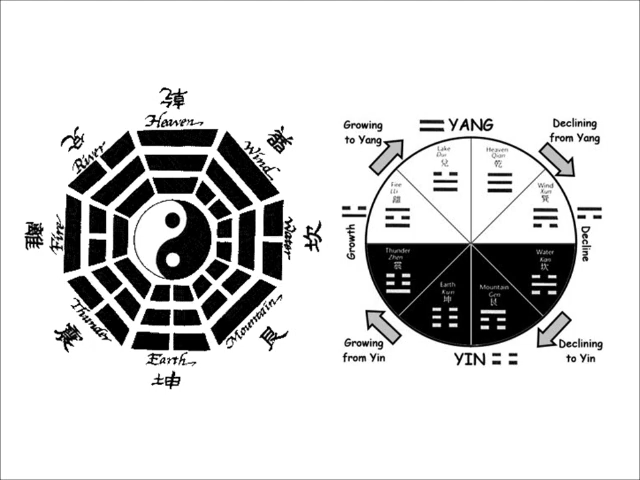 乾
Heaven
兌
River
巽
Wind
離
Fire
坎
Water
震
Thunder
艮
Mountain
Earth
坤
YANG
Growing
to Yang
Declining
from Yang
Lake
Dui
兌
Heaven
Qian
乾
Fire
Li
離
Wind
Xun
巽
Growth
Decline
Thunder
Zhen
震
Water
Kan
坎
Earth
Kun
坤
Mountain
Gen
艮
Growing
from Yin
Declining
to Yin
YIN